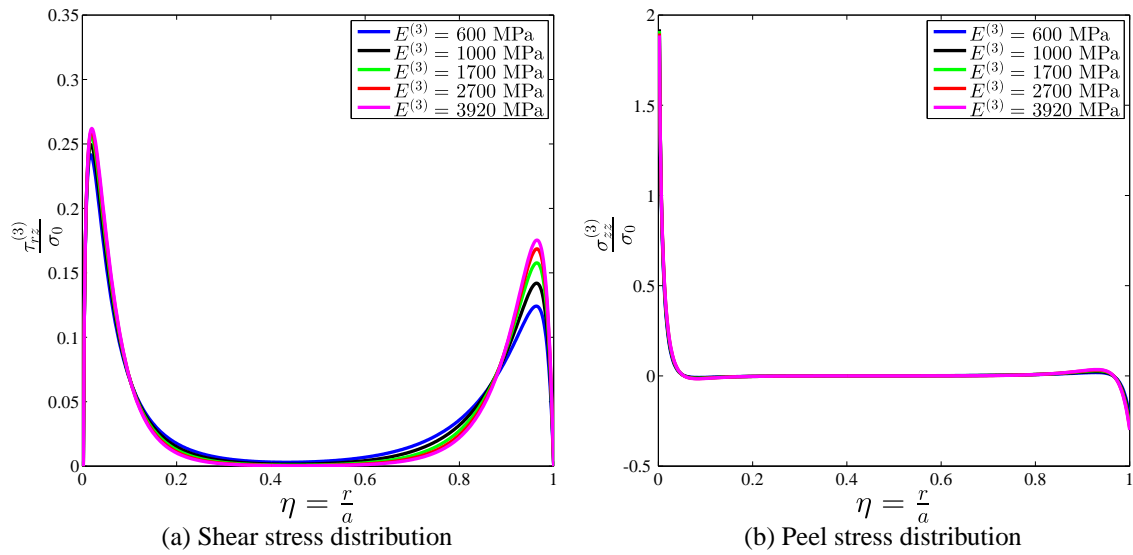 0.35
0.3
0.25
0.2
0.15
0.1
0.05
0
τ_{rz}^{(3)}/σ_0
E^{(3)} = 600 MPa
E^{(3)} = 1000 MPa
E^{(3)} = 1700 MPa
E^{(3)} = 2700 MPa
E^{(3)} = 3920 MPa
0 0.2 0.4 0.6 0.8 1
η = r/a
(a) Shear stress distribution
2
1.5
1
0.5
0
-0.5
σ_{zz}^{(3)}/σ_0
E^{(3)} = 600 MPa
E^{(3)} = 1000 MPa
E^{(3)} = 1700 MPa
E^{(3)} = 2700 MPa
E^{(3)} = 3920 MPa
0 0.2 0.4 0.6 0.8 1
η = r/a
(b) Peel stress distribution